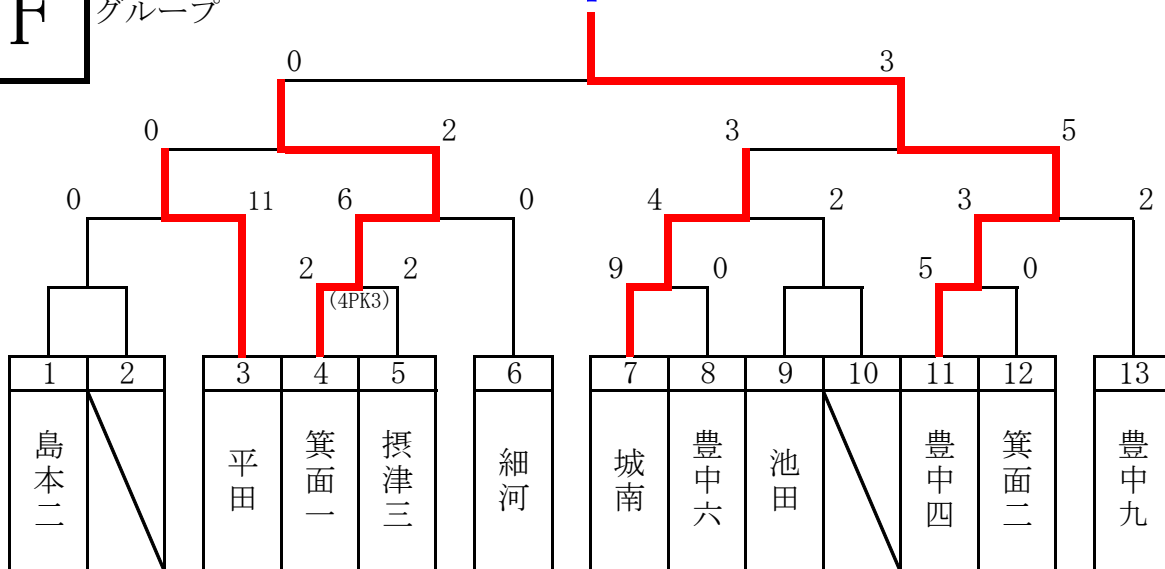 F グループ
0 3
0 2 3 5
0 11 6 0 4 2 3 2
2 2 9 0 5 0
(4PK3)
1 2 3 4 5 6 7 8 9 10 11 12 13
島本二
平田
箕面一
摂津三
細河
城南
豊中六
池田
豊中四
箕面二
豊中九